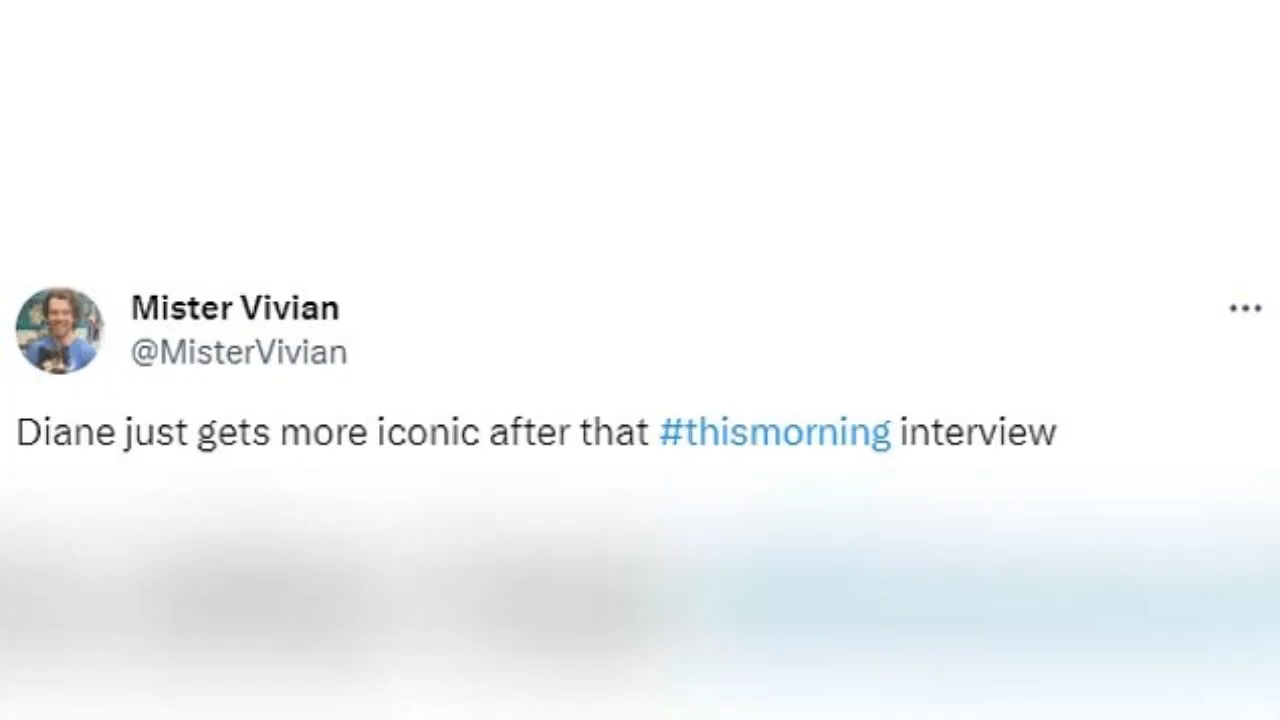 Mister Vivian
@MisterVivian
Diane just gets more iconic after that #thismorning interview